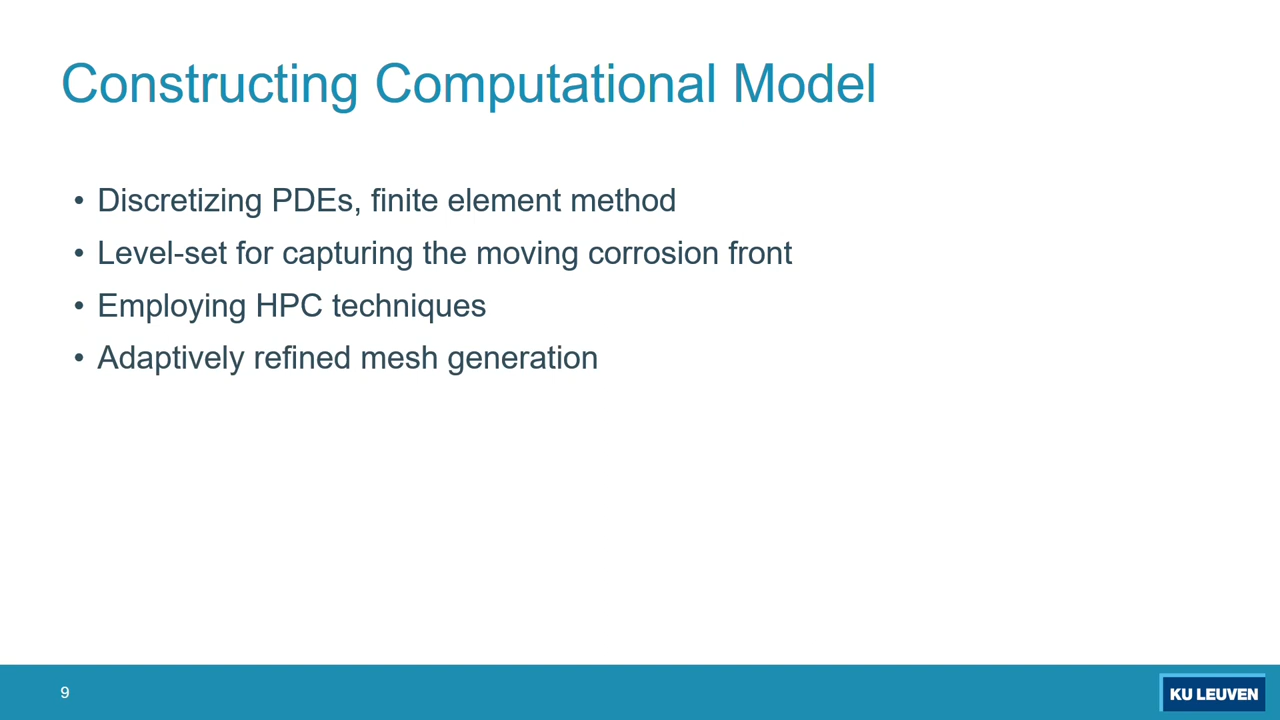 Constructing Computational Model
• Discretizing PDEs, finite element method
• Level-set for capturing the moving corrosion front
• Employing HPC techniques
• Adaptively refined mesh generation
9
KU LEUVEN